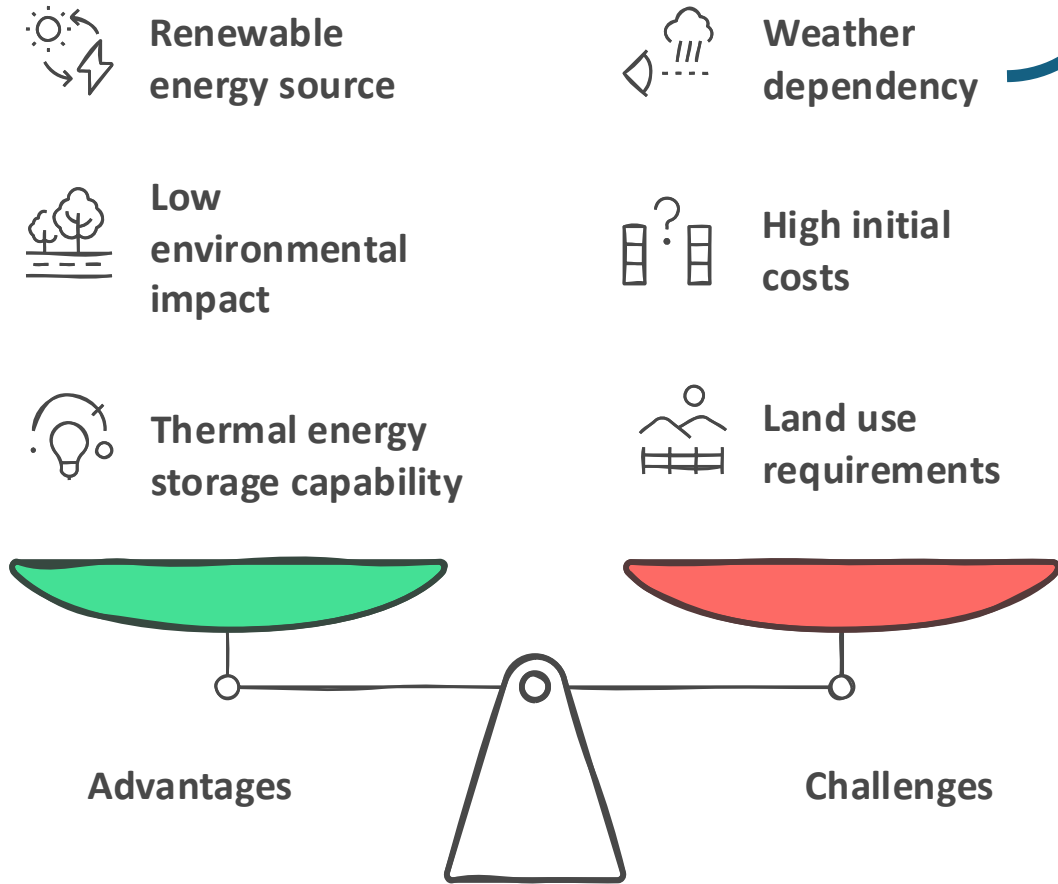 Renewable
energy source
Low
environmental
impact
Thermal energy
storage capability
Weather
dependency
High initial
costs
Land use
requirements
Advantages
Challenges